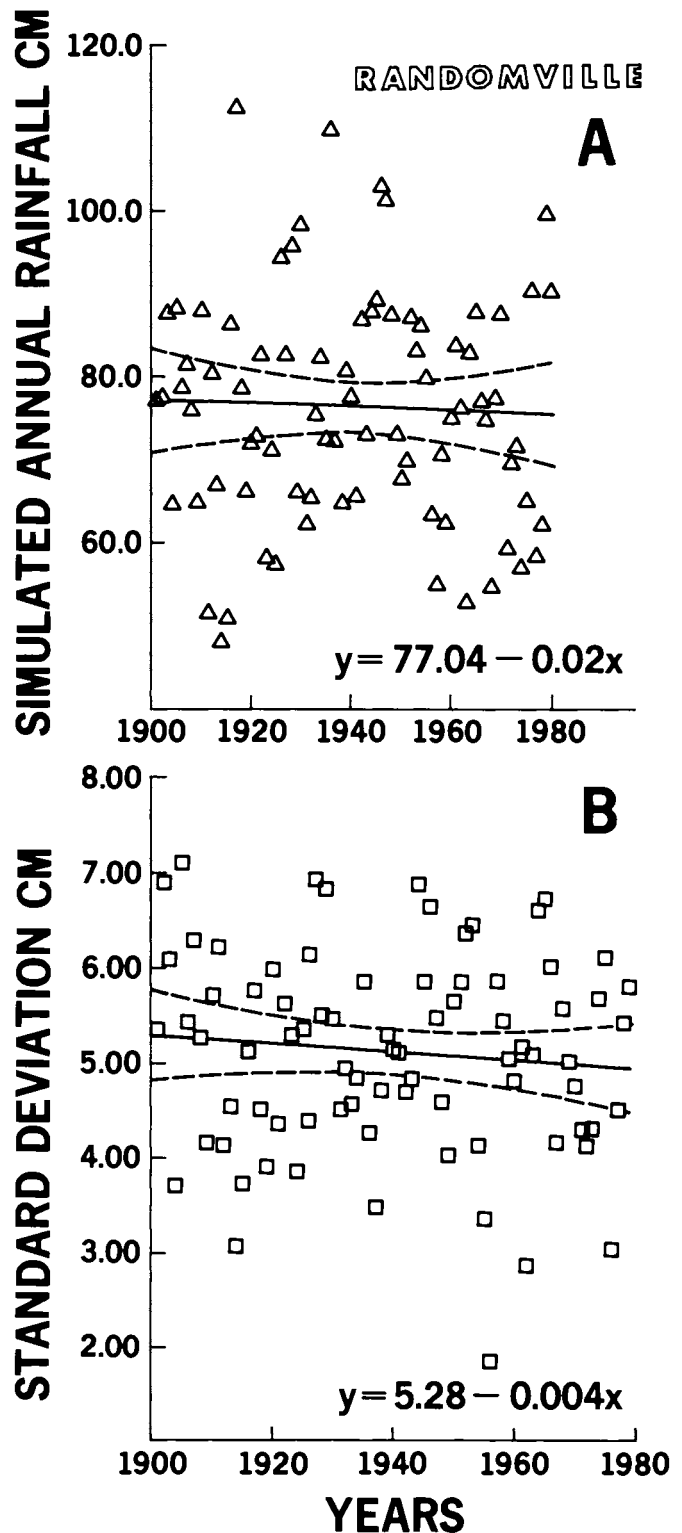 SIMULATED ANNUAL RAINFALL CM
120.0
100.0
80.0
60.0
RANDOMVILLE
A
y= 77.04 – 0.02x
1900 1920 1940 1960 1980
STANDARD DEVIATION CM
8.00
7.00
6.00
5.00
4.00
3.00
2.00
B
y= 5.28 – 0.004x
1900 1920 1940 1960 1980
YEARS